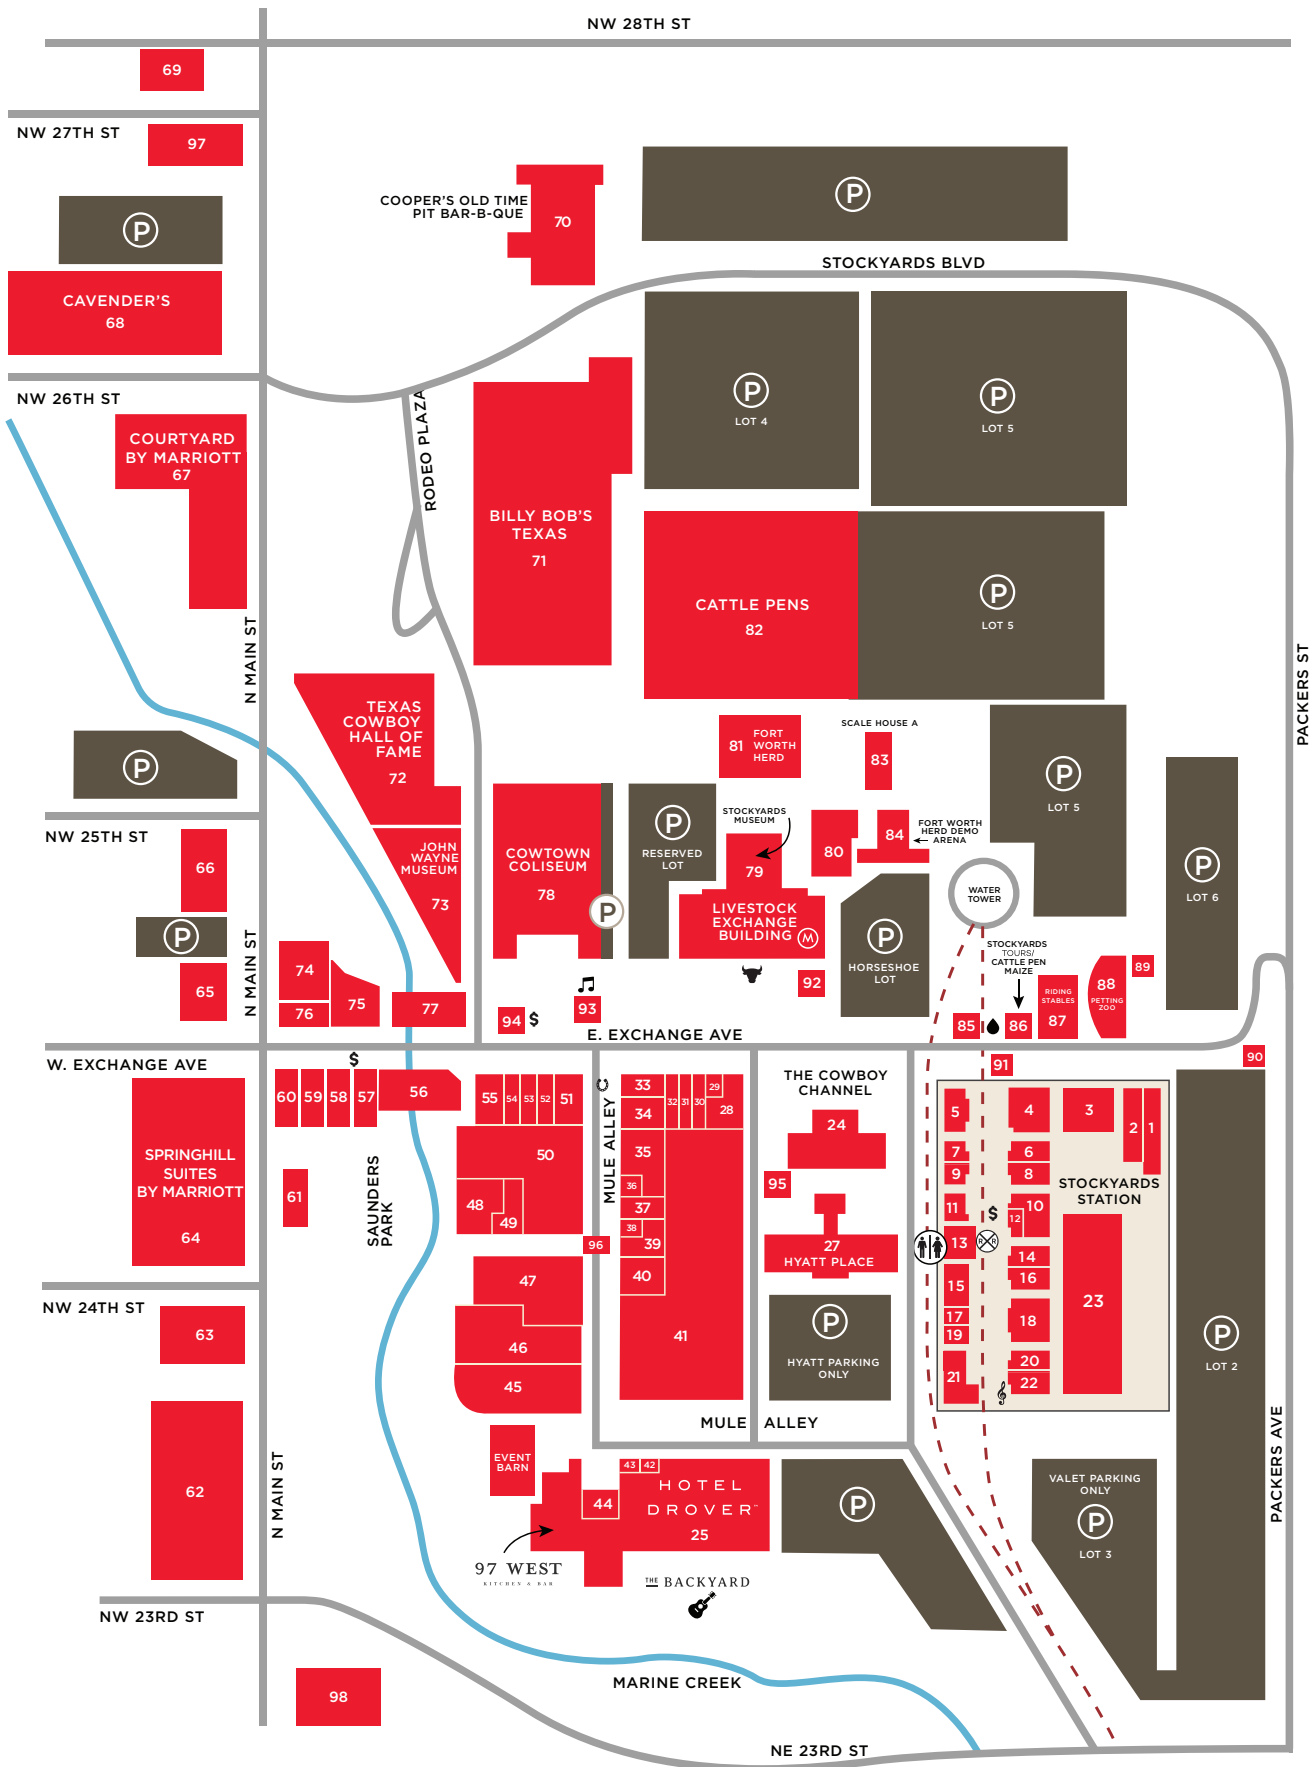 NW 28TH ST
69
NW 27TH ST
97
P
CAVENDER'S
68
NW 26TH ST
COOPER'S OLD TIME
PIT BAR-B-QUE
70
P
STOCKYARDS BLVD
P
LOT 4
P
LOT 5
RODEO PLAZA
COURTYARD
BY MARRIOTT
67
BILLY BOB'S
TEXAS
71
CATTLE PENS
82
P
LOT 5
N MAIN ST
PACKERS ST
TEXAS
COWBOY
HALL OF
FAME
72
P
NW 25TH ST
81
FORT
WORTH
HERD
SCALE HOUSE A
83
P
LOT 5
JOHN
WAYNE
MUSEUM
73
COWTOWN
COLISEUM
78
P
P
RESERVED
LOT
STOCKYARDS
MUSEUM
79
LIVESTOCK
EXCHANGE
BUILDING
M
80
84
FORT WORTH
HERD DEMO
ARENA
P
HORSESHOE
LOT
WATER
TOWER
P
LOT 6
66
P
65
N MAIN ST
74
75
76
77
94
$
93
92
STOCKYARDS
TOURS/
CATTLE PEN
MAIZE
85
86
RIDING
STABLES
87
88
PETTING
ZOO
89
E. EXCHANGE AVE
W. EXCHANGE AVE
90
91
$
60
59
58
57
56
55
54
53
52
51
MULE ALLEY
33
34
32
31
30
29
28
THE COWBOY
CHANNEL
24
5
4
3
2
1
SPRINGHILL
SUITES
BY MARRIOTT
64
61
SAUNDERS
PARK
50
48
49
35
36
37
38
39
40
41
96
95
27
HYATT PLACE
7
9
11
13
15
17
19
21
6
8
10
12
$
R R
14
16
18
20
22
STOCKYARDS
STATION
23
P
LOT 2
NW 24TH ST
63
62
47
46
45
P
HYATT PARKING
ONLY
MULE ALLEY
N MAIN ST
EVENT
BARN
43
42
44
HOTEL
DROVER
25
P
VALET PARKING
ONLY
P
LOT 3
PACKERS AVE
97 WEST
KITCHEN & BAR
THE BACKYARD
NW 23RD ST
98
MARINE CREEK
NE 23RD ST